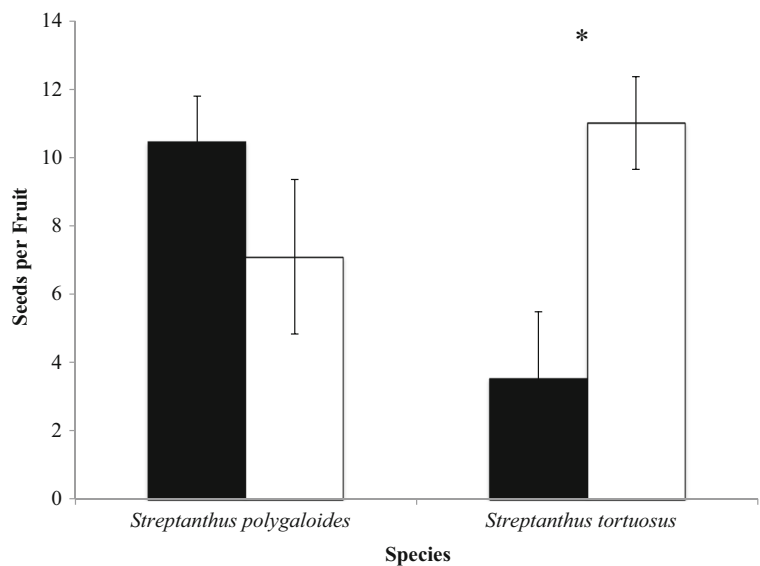 14
*
12
10
8
6
4
2
0
Seeds per Fruit
Streptanthus polygaloides
Streptanthus tortuosus
Species